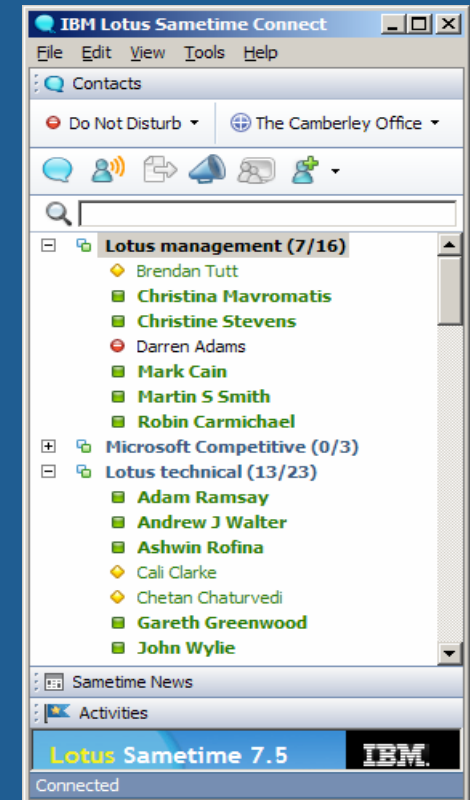 IBM Lotus Sametime Connect
File Edit View Tools Help
Contacts
Do Not Disturb The Camberley Office
Lotus management (7/16)
Brendan Tutt
Christina Mavromatis
Christine Stevens
Darren Adams
Mark Cain
Martin S Smith
Robin Carmichael
Microsoft Competitive (0/3)
Lotus technical (13/23)
Adam Ramsay
Andrew J Walter
Ashwin Rofina
Cali Clarke
Chetan Chaturvedi
Gareth Greenwood
John Wylie
Sametime News
Activities
Lotus Sametime 7.5 IBM.
Connected